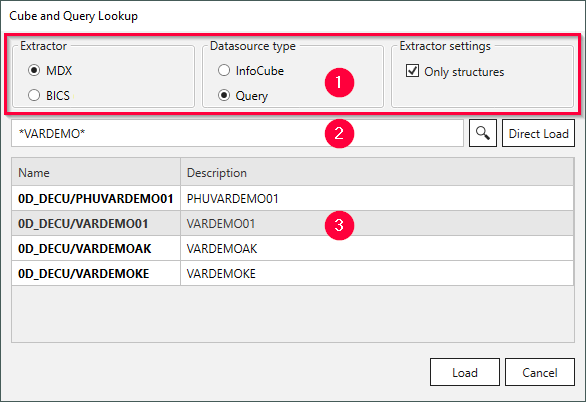 Cube and Query Lookup
Extractor
Datasource type
Extractor settings
MDX
InfoCube
Only structures
1
BICS
Query
*VARDEMO*
2
Direct Load
Name
Description
0D_DECU/PHUVARDEMO01
PHUVARDEMO01
0D_DECU/VARDEMO01
VARDEMO01
3
0D_DECU/VARDEMOAK
VARDEMOAK
0D_DECU/VARDEMOKE
VARDEMOKE
Load
Cancel